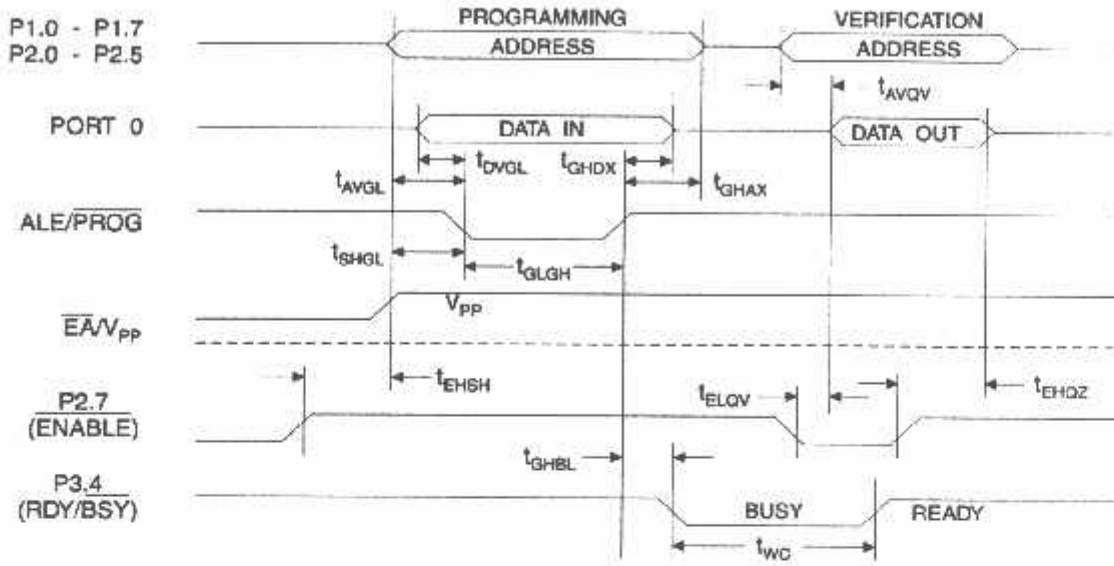 PROGRAMMING VERIFICATION
P1.0 - P1.7
P2.0 - P2.5
ADDRESS ADDRESS
tAVQV
PORT 0 DATA IN DATA OUT
tDVGL tGHDX
tAVGL tGHAX
ALE/PROG
tSHGL tGLGH
VPP
EA/VPP
tEHSH tELQV tEHQZ
P2.7
(ENABLE)
tGHBL
P3.4
(RDY/BSY)
BUSY READY
tWC